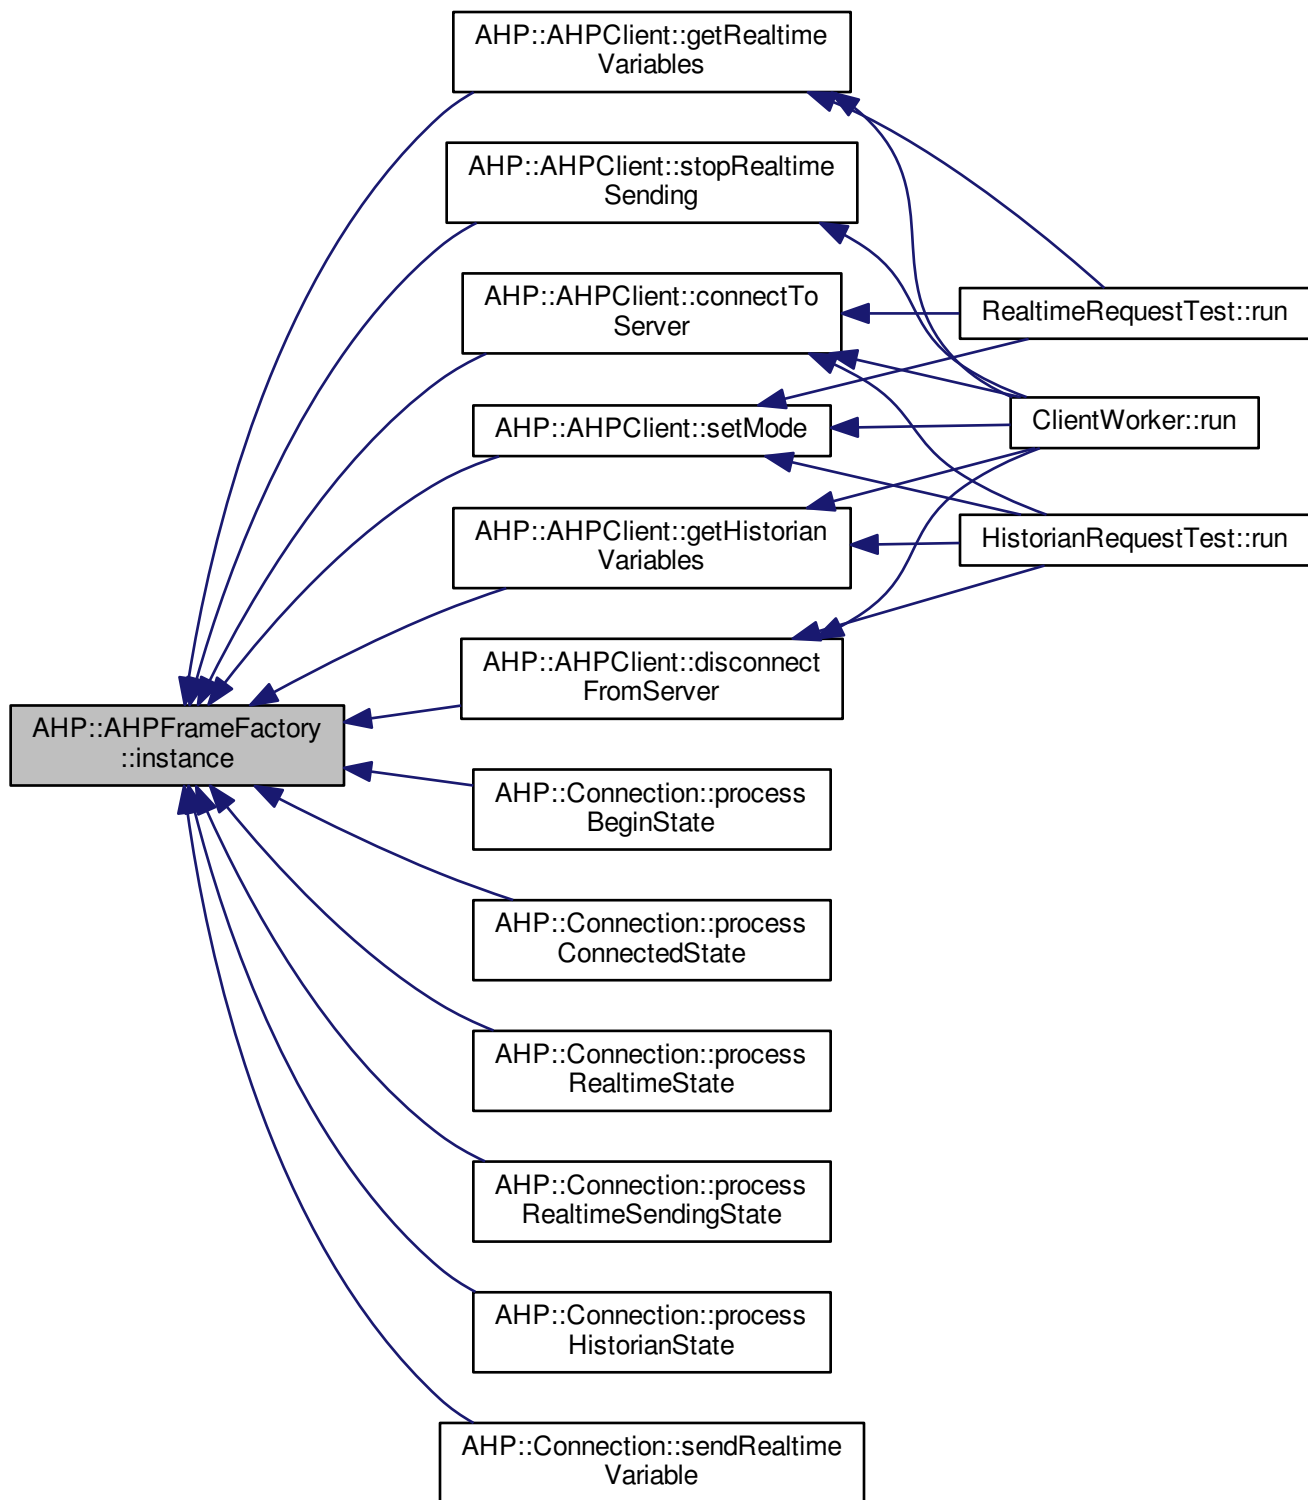 AHP::AHPClient::getRealtime
Variables
AHP::AHPClient::stopRealtime
Sending
AHP::AHPClient::connectTo
Server
RealtimeRequestTest::run
AHP::AHPClient::setMode
ClientWorker::run
AHP::AHPClient::getHistorian
Variables
HistorianRequestTest::run
AHP::AHPClient::disconnect
FromServer
AHP::AHPFrameFactory
::instance
AHP::Connection::process
BeginState
AHP::Connection::process
ConnectedState
AHP::Connection::process
RealtimeState
AHP::Connection::process
RealtimeSendingState
AHP::Connection::process
HistorianState
AHP::Connection::sendRealtime
Variable